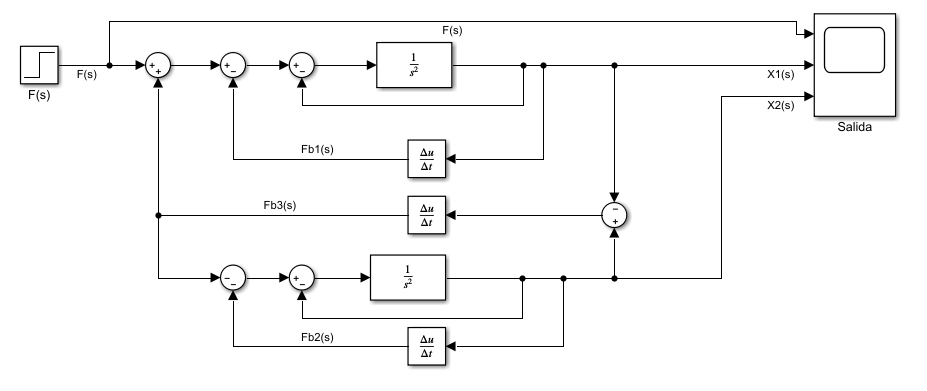 F(s)
F(s)
F(s)
+
+
+
−
+
−
1
s²
X1(s)
X2(s)
Salida
Fb1(s)
Δu
Δt
Fb3(s)
Δu
Δt
−
+
−
−
+
−
1
s²
Fb2(s)
Δu
Δt